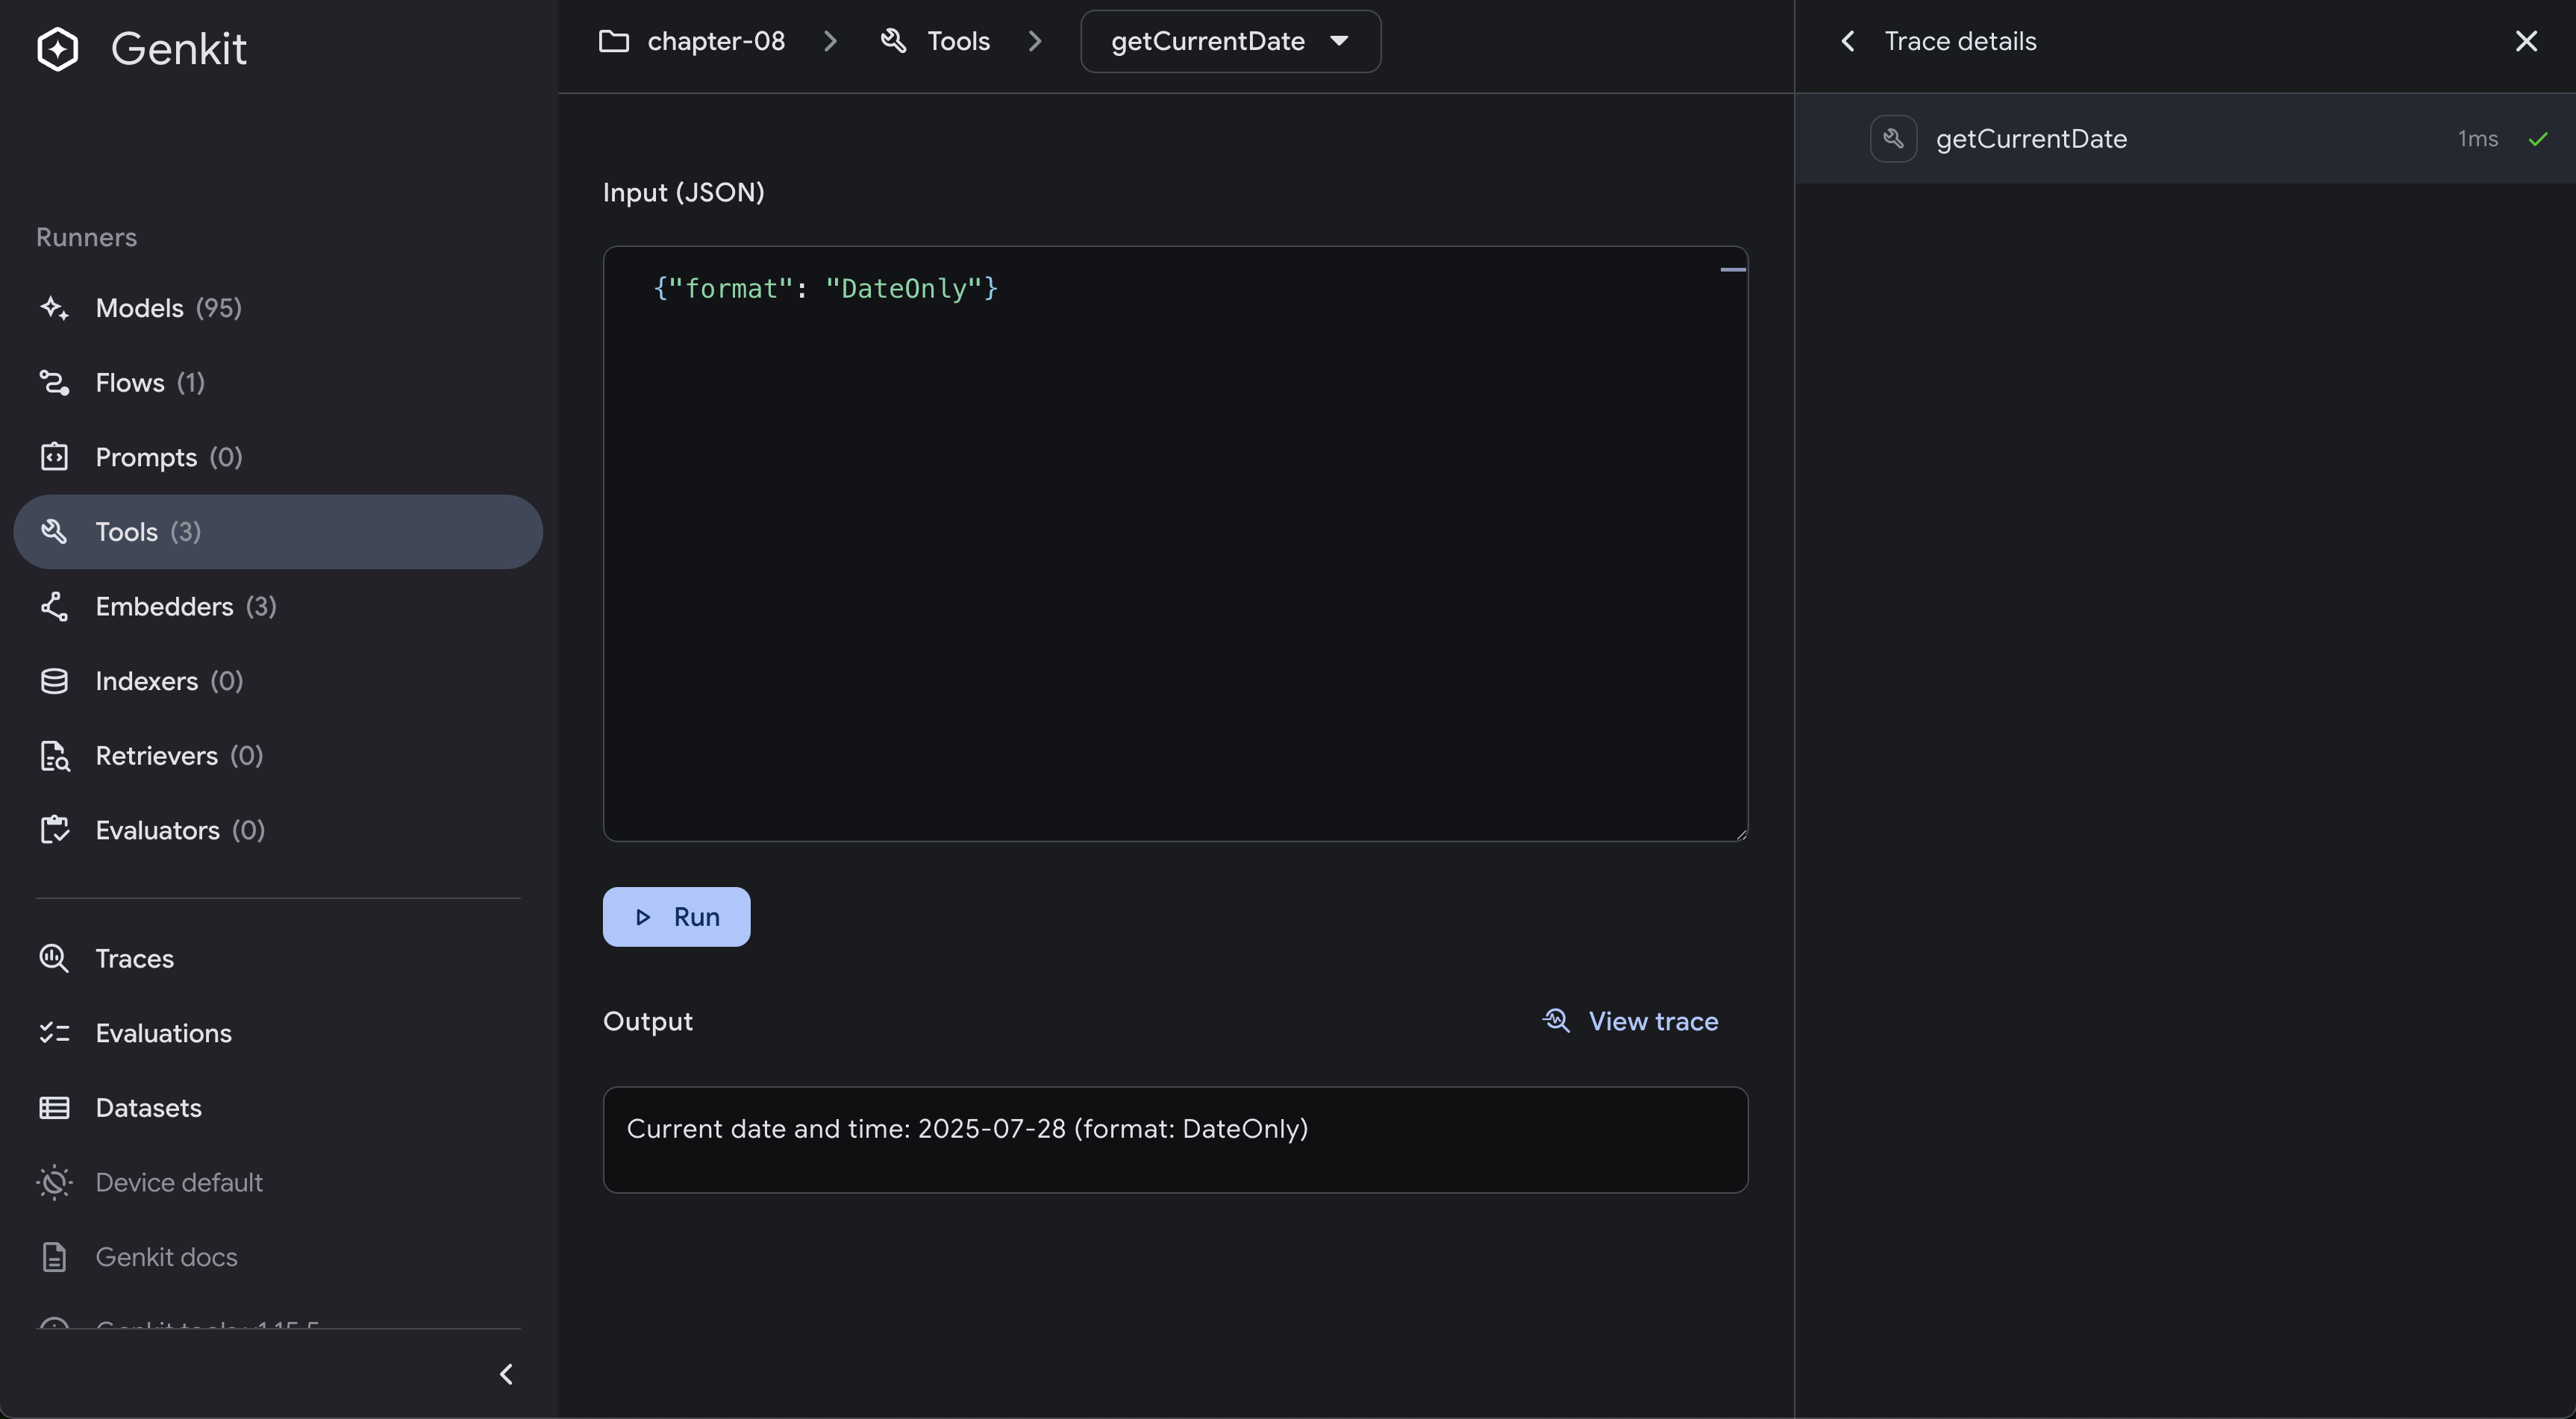 Genkit
Runners
Models (95)
Flows (1)
Prompts (0)
Tools (3)
Embedders (3)
Indexers (0)
Retrievers (0)
Evaluators (0)
Traces
Evaluations
Datasets
Device default
Genkit docs
chapter-08 Tools getCurrentDate
Input (JSON)
{"format": "DateOnly"}
Run
Output
View trace
Current date and time: 2025-07-28 (format: DateOnly)
Trace details
getCurrentDate 1ms